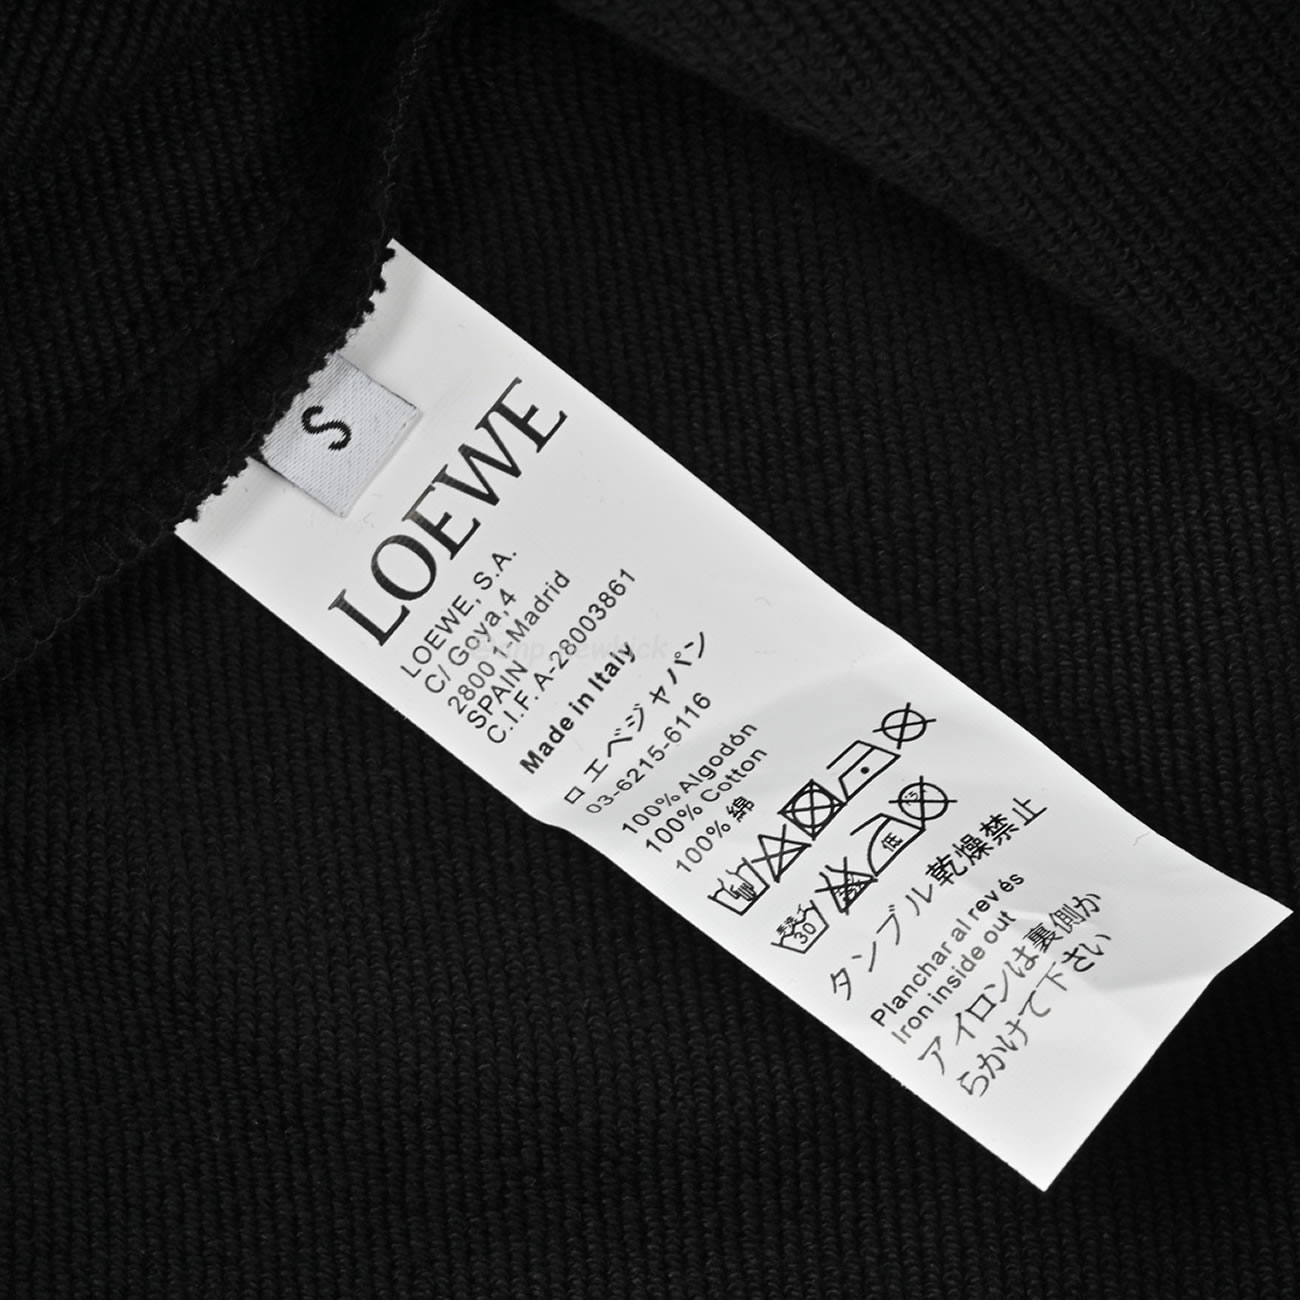 S
LOEWE
LOEWE, S.A.
C/ Goya, 4
28001-Madrid
SPAIN
C.I.F. A-28003861
Made in Italy
ロエベジャパン
03-6215-6116
100% Algodón
100% Cotton
100% 綿
低
30
タンブル乾燥禁止
Planchar al revés
Iron inside out
アイロンは裏側か
らかけて下さい